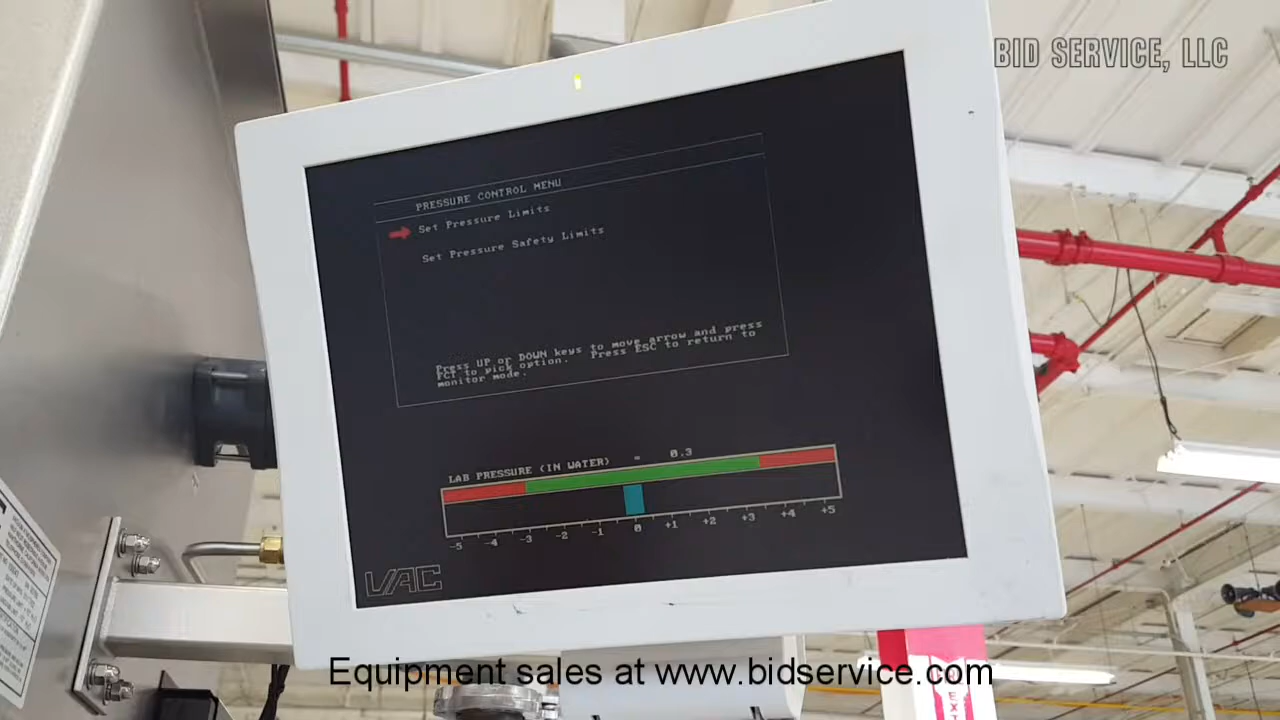 BID SERVICE, LLC
PRESSURE CONTROL MENU
Set Pressure Limits
Set Pressure Safety Limits
Press UP or DOWN keys to move arrow and press
FCT to pick option. Press ESC to return to
monitor mode.
LAB PRESSURE (IN WATER) = 0.3
-5 -4 -3 -2 -1 0 +1 +2 +3 +4 +5
VAC
Equipment sales at www.bidservice.com